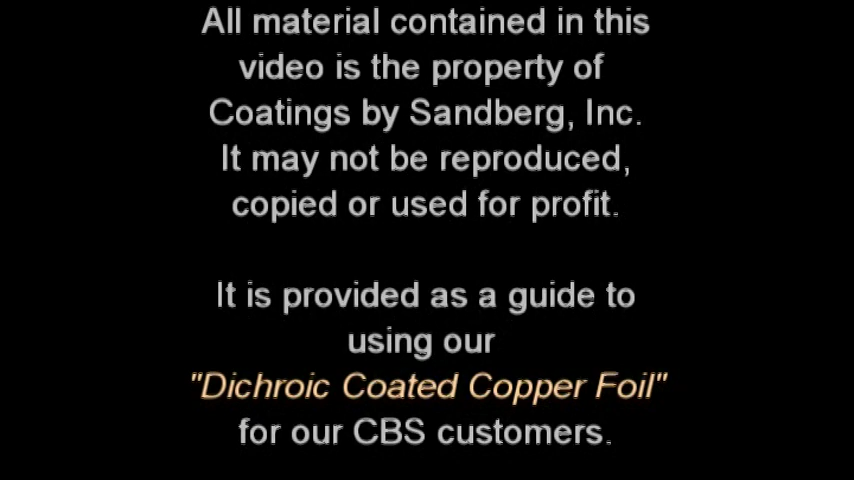 All material contained in this
video is the property of
Coatings by Sandberg, Inc.
It may not be reproduced,
copied or used for profit.
It is provided as a guide to
using our
"Dichroic Coated Copper Foil"
for our CBS customers.